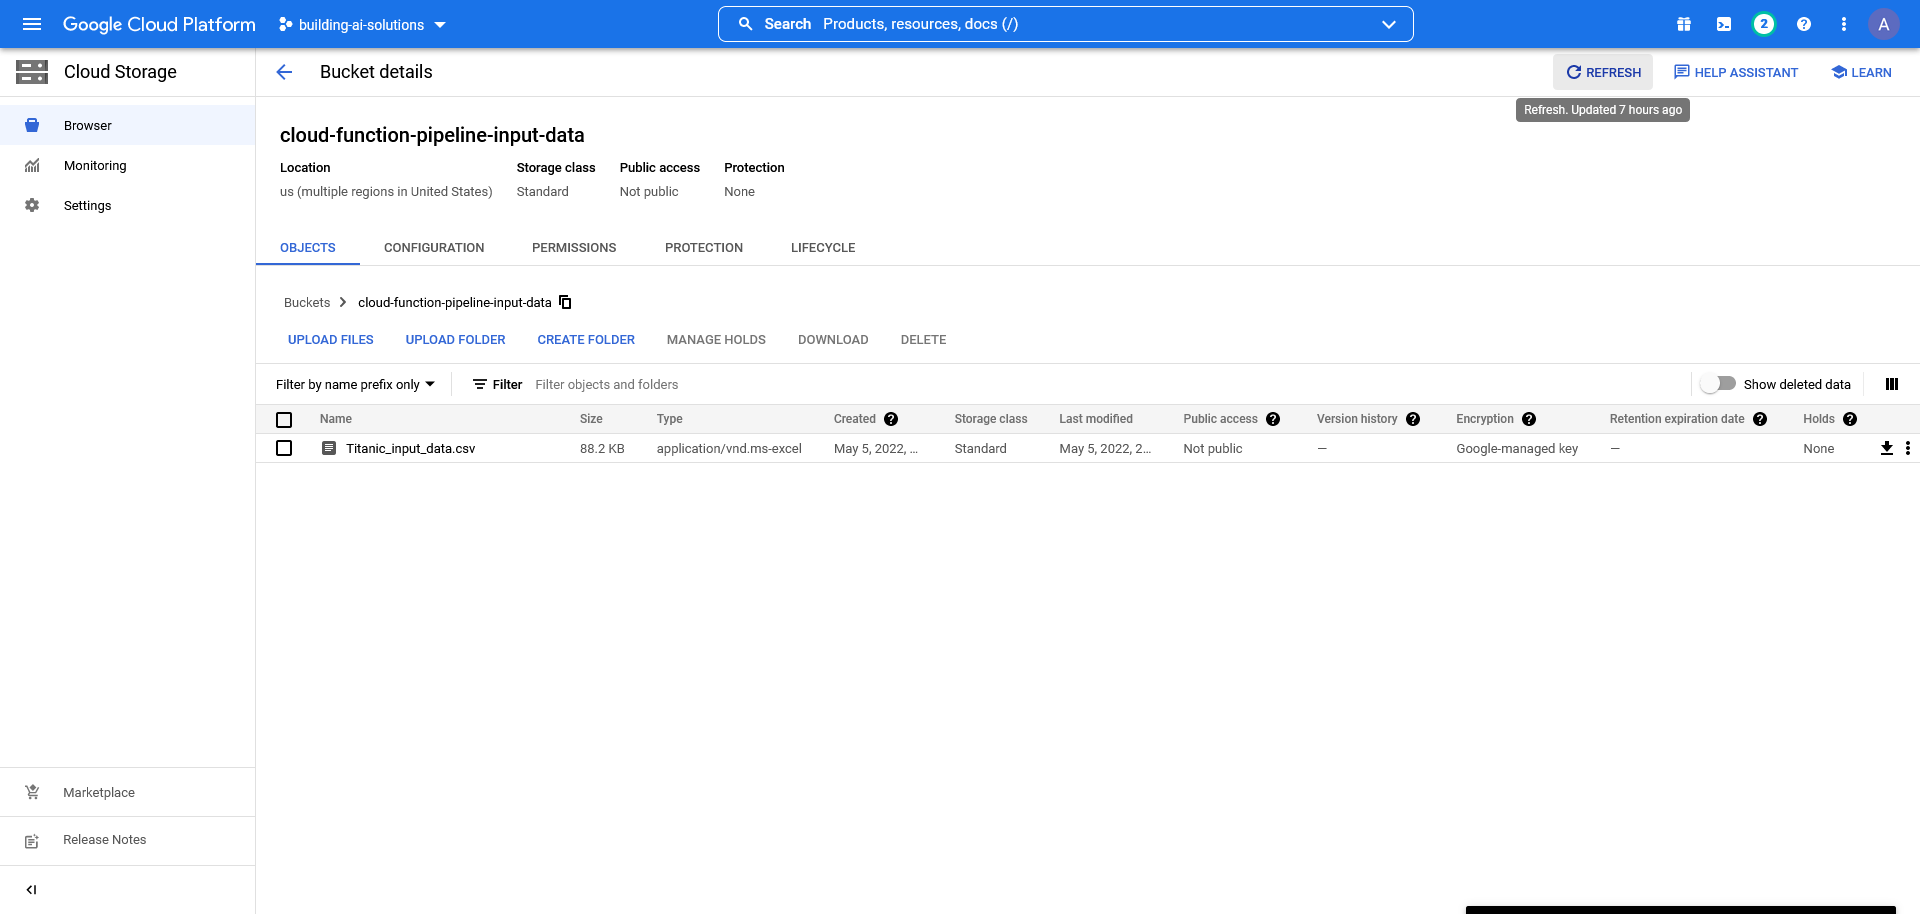 Google Cloud Platform
building-ai-solutions
Search Products, resources, docs (/)
2
A
Cloud Storage
Bucket details
REFRESH
HELP ASSISTANT
LEARN
Refresh. Updated 7 hours ago
Browser
Monitoring
Settings
cloud-function-pipeline-input-data
Location Storage class Public access Protection
us (multiple regions in United States) Standard Not public None
OBJECTS CONFIGURATION PERMISSIONS PROTECTION LIFECYCLE
Buckets cloud-function-pipeline-input-data
UPLOAD FILES UPLOAD FOLDER CREATE FOLDER MANAGE HOLDS DOWNLOAD DELETE
Filter by name prefix only Filter Filter objects and folders Show deleted data
Name Size Type Created Storage class Last modified Public access Version history Encryption Retention expiration date Holds
Titanic_input_data.csv 88.2 KB application/vnd.ms-excel May 5, 2022, ... Standard May 5, 2022, 2... Not public — Google-managed key — None
Marketplace
Release Notes